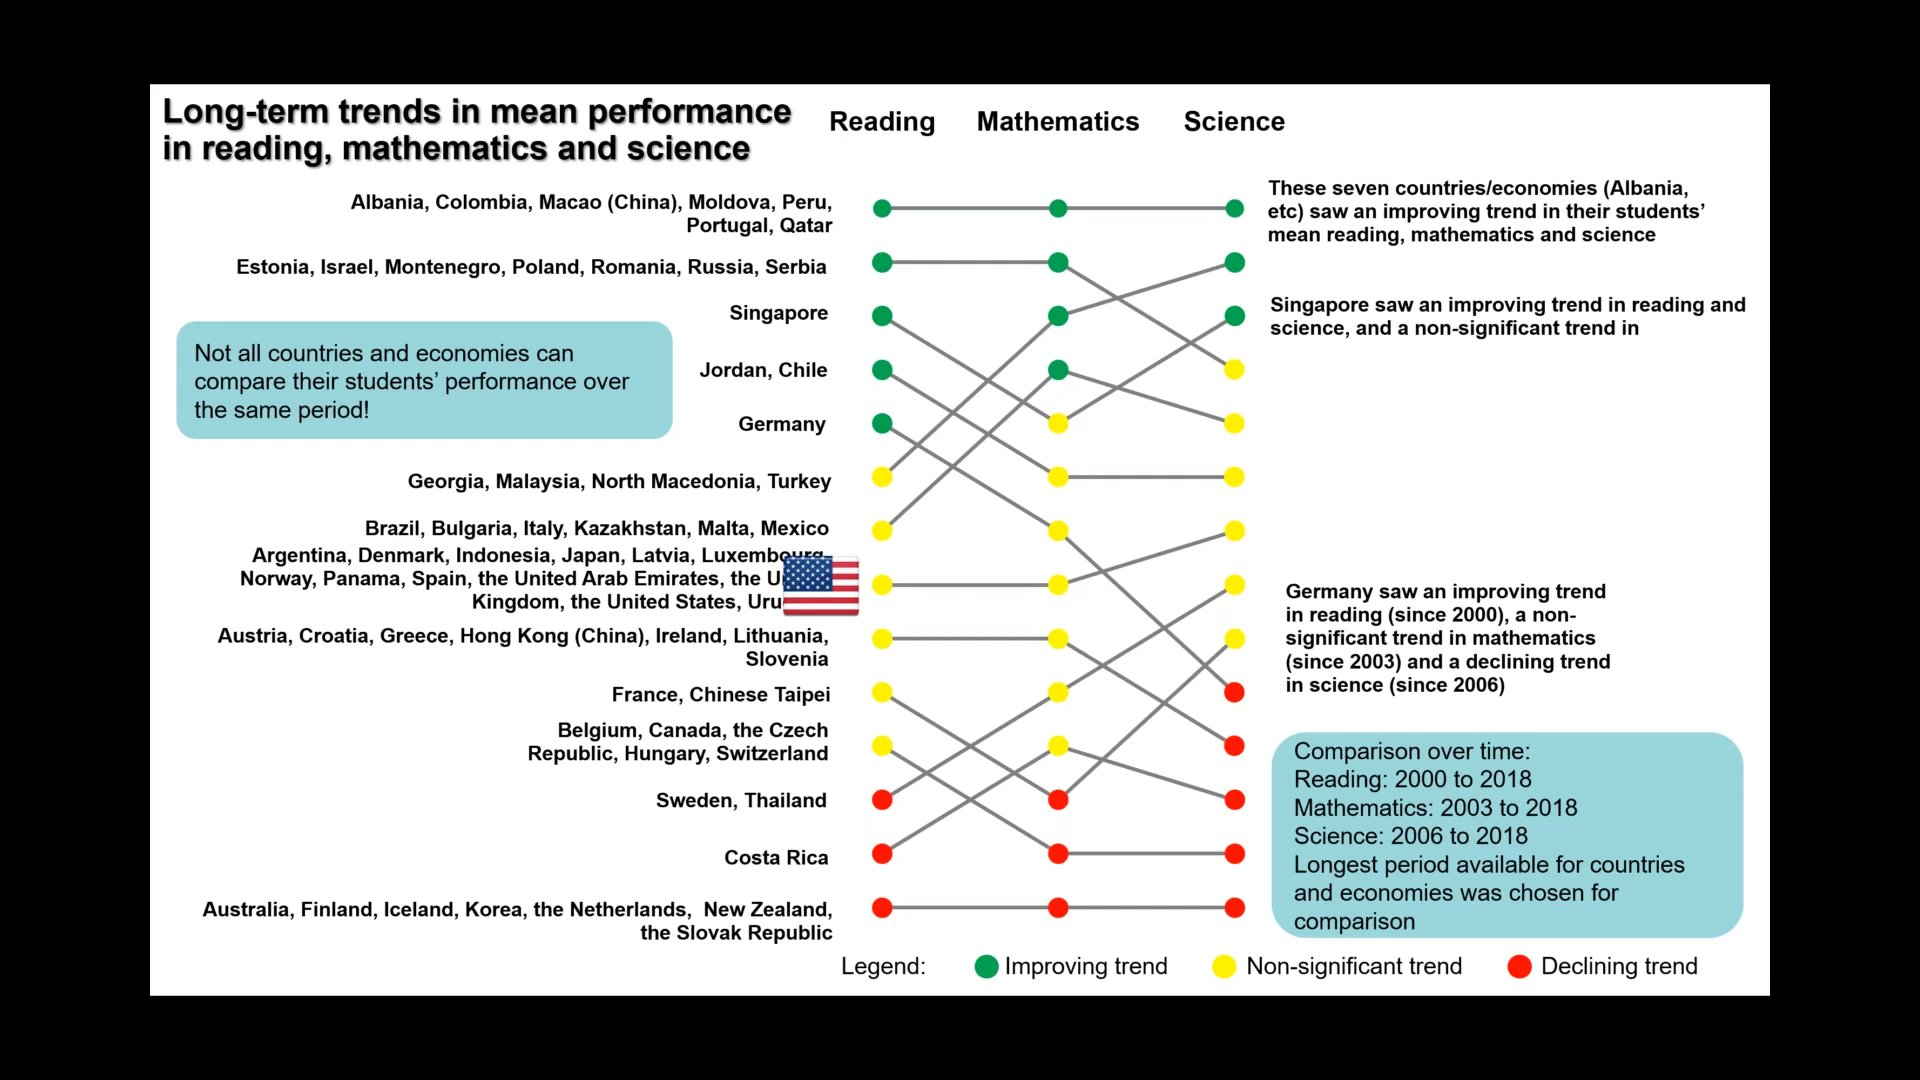 Long-term trends in mean performance
in reading, mathematics and science
Reading Mathematics Science
Albania, Colombia, Macao (China), Moldova, Peru,
Portugal, Qatar
Estonia, Israel, Montenegro, Poland, Romania, Russia, Serbia
Singapore
Not all countries and economies can
compare their students’ performance over
the same period!
Jordan, Chile
Germany
Georgia, Malaysia, North Macedonia, Turkey
Brazil, Bulgaria, Italy, Kazakhstan, Malta, Mexico
Argentina, Denmark, Indonesia, Japan, Latvia, Luxembourg,
Norway, Panama, Spain, the United Arab Emirates, the U
Kingdom, the United States, Uru
Austria, Croatia, Greece, Hong Kong (China), Ireland, Lithuania,
Slovenia
France, Chinese Taipei
Belgium, Canada, the Czech
Republic, Hungary, Switzerland
Sweden, Thailand
Costa Rica
Australia, Finland, Iceland, Korea, the Netherlands, New Zealand,
the Slovak Republic
These seven countries/economies (Albania,
etc) saw an improving trend in their students’
mean reading, mathematics and science
Singapore saw an improving trend in reading and
science, and a non-significant trend in
Germany saw an improving trend
in reading (since 2000), a non-
significant trend in mathematics
(since 2003) and a declining trend
in science (since 2006)
Comparison over time:
Reading: 2000 to 2018
Mathematics: 2003 to 2018
Science: 2006 to 2018
Longest period available for countries
and economies was chosen for
comparison
Legend: Improving trend Non-significant trend Declining trend